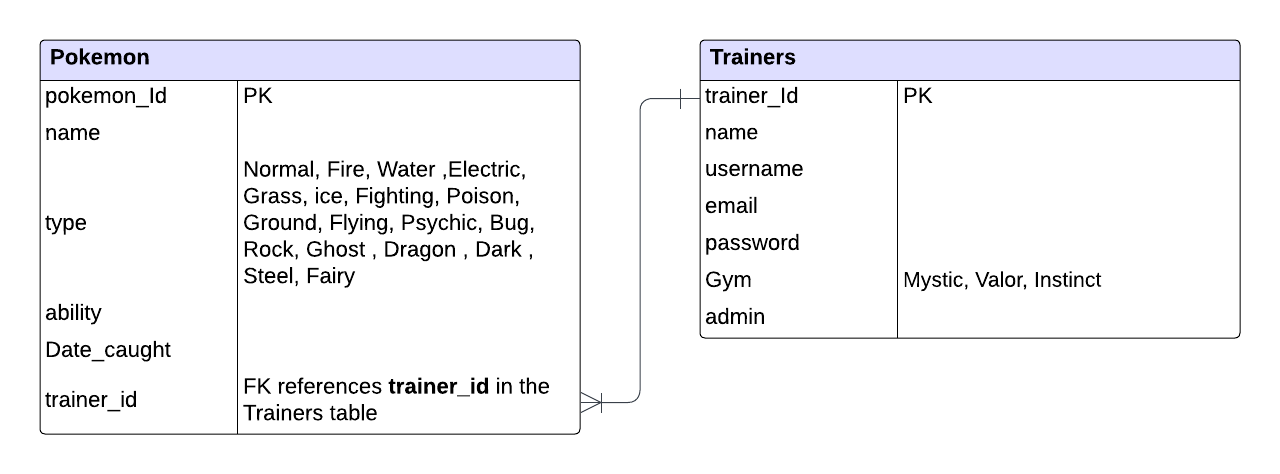 Pokemon
pokemon_Id PK
name
type
Normal, Fire, Water ,Electric,
Grass, ice, Fighting, Poison,
Ground, Flying, Psychic, Bug,
Rock, Ghost , Dragon , Dark ,
Steel, Fairy
ability
Date_caught
trainer_id
FK references trainer_id in the
Trainers table
Trainers
trainer_Id PK
name
username
email
password
Gym Mystic, Valor, Instinct
admin